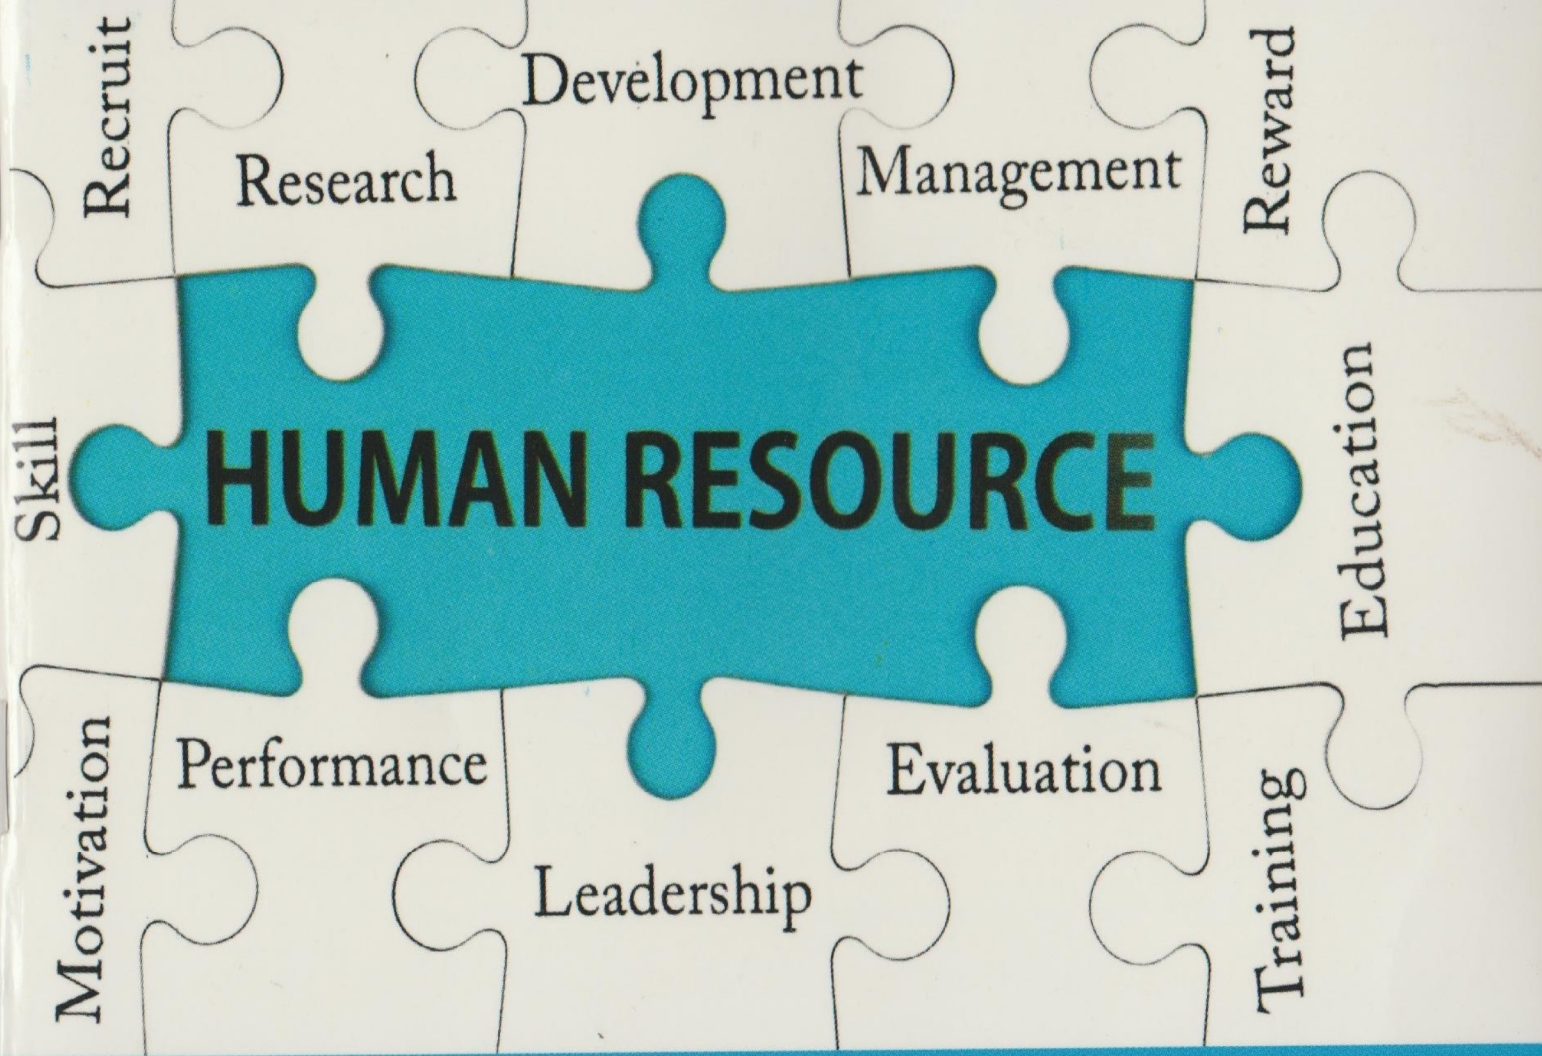 Recruit
Research
Development
Management
Reward
Skill
HUMAN RESOURCE
Education
Motivation
Performance
Leadership
Evaluation
Training